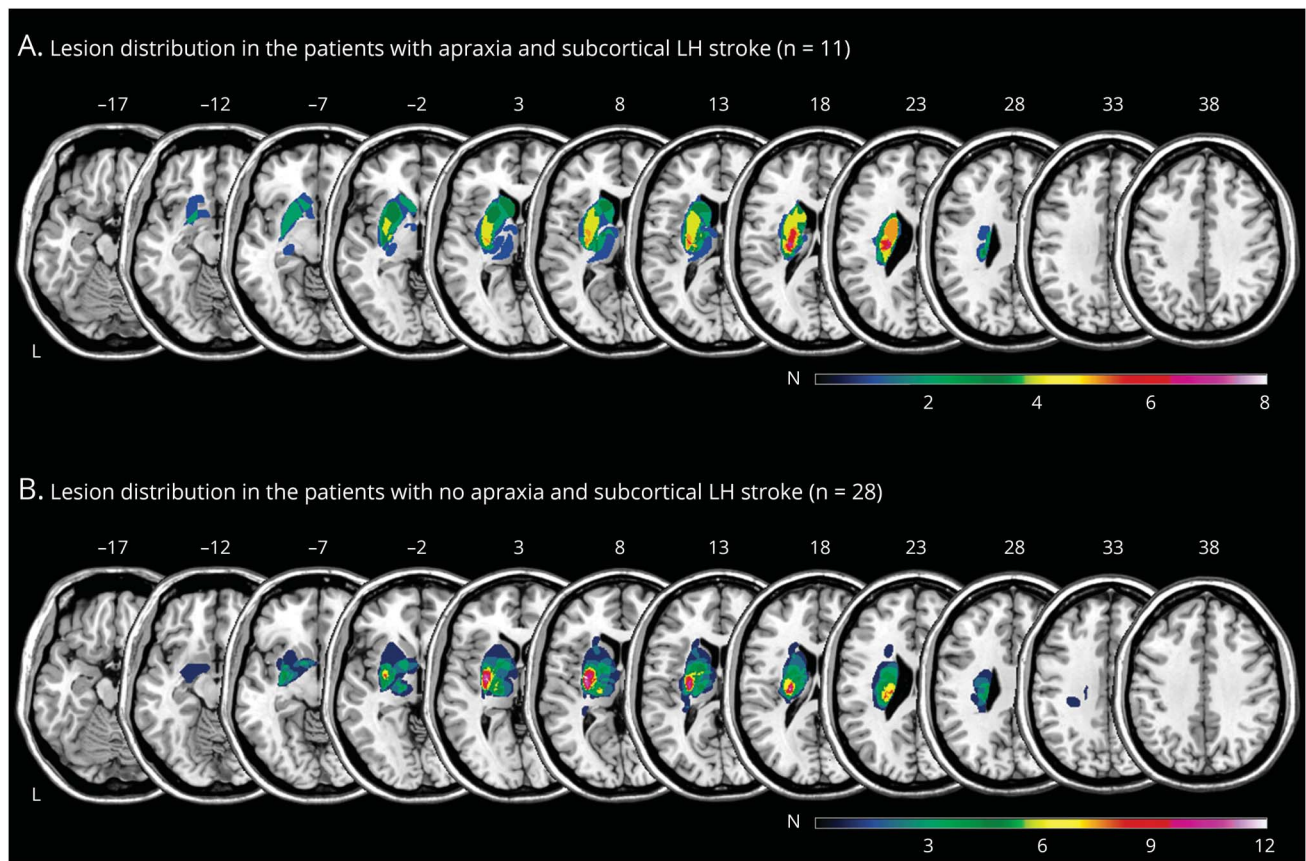 A. Lesion distribution in the patients with apraxia and subcortical LH stroke (n = 11)
–17 –12 –7 –2 3 8 13 18 23 28 33 38
L
N
2 4 6 8
B. Lesion distribution in the patients with no apraxia and subcortical LH stroke (n = 28)
–17 –12 –7 –2 3 8 13 18 23 28 33 38
L
N
3 6 9 12